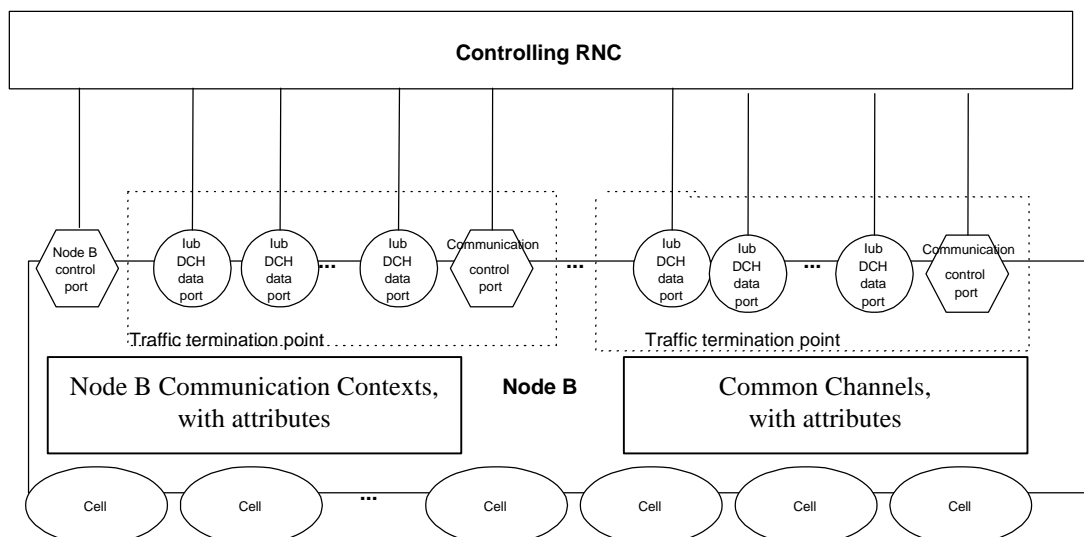 Controlling RNC
Node B
control
port
Iub
DCH
data
port
Iub
DCH
data
port
...
Iub
DCH
data
port
Communication
control
port
...
Iub
DCH
data
port
Iub
DCH
data
port
...
Iub
DCH
data
port
Communication
control
port
Traffic termination point
Traffic termination point
Node B Communication Contexts,
with attributes
Node B
Common Channels,
with attributes
Cell
Cell
...
Cell
Cell
Cell
Cell